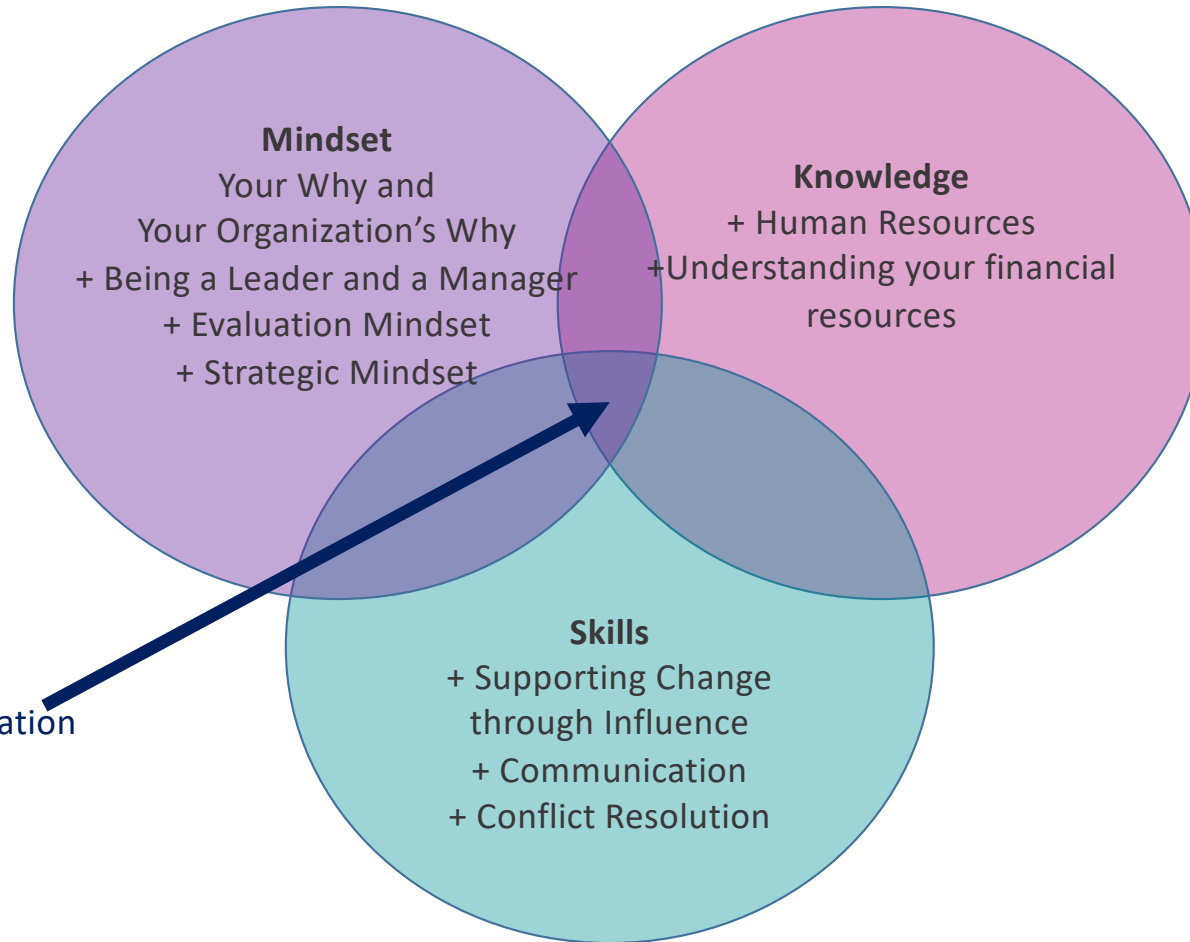 Mindset
Your Why and
Your Organization’s Why
+ Being a Leader and a Manager
+ Evaluation Mindset
+ Strategic Mindset
Knowledge
+ Human Resources
+Understanding your financial
resources
Skills
+ Supporting Change
through Influence
+ Communication
+ Conflict Resolution